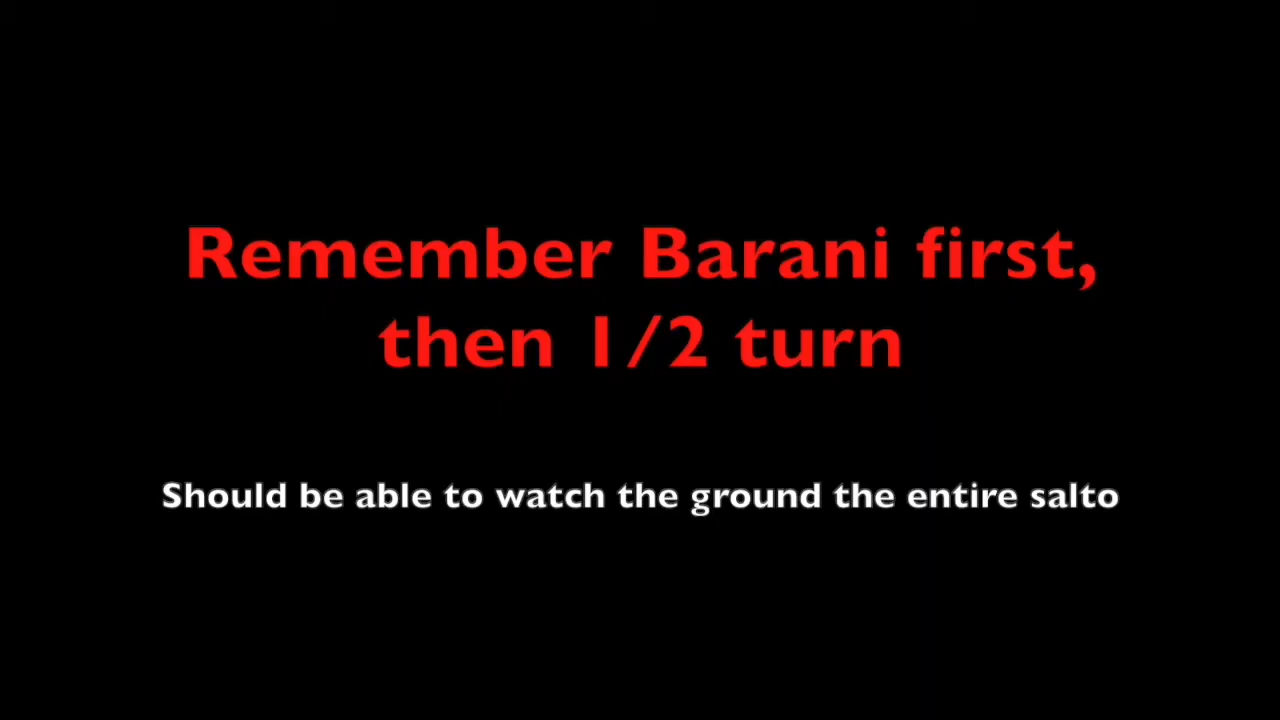 Remember Barani first,
then 1/2 turn
Should be able to watch the ground the entire salto